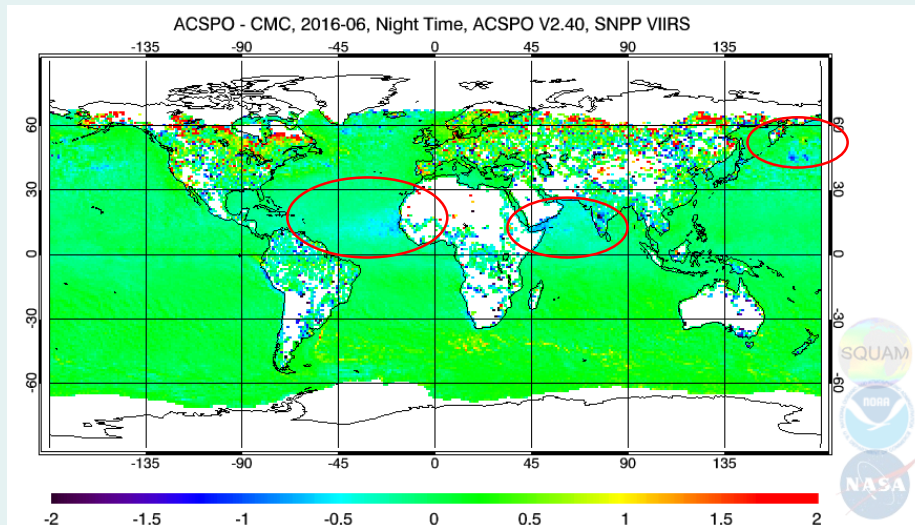 ACSPO - CMC, 2016-06, Night Time, ACSPO V2.40, SNPP VIIRS
-135 -90 -45 0 45 90 135
60 60
30 30
0 0
-30 -30
-60 -60
-135 -90 -45 0 45 90 135
SQUAM
NOAA
NASA
-2 -1.5 -1 -0.5 0 0.5 1 1.5 2